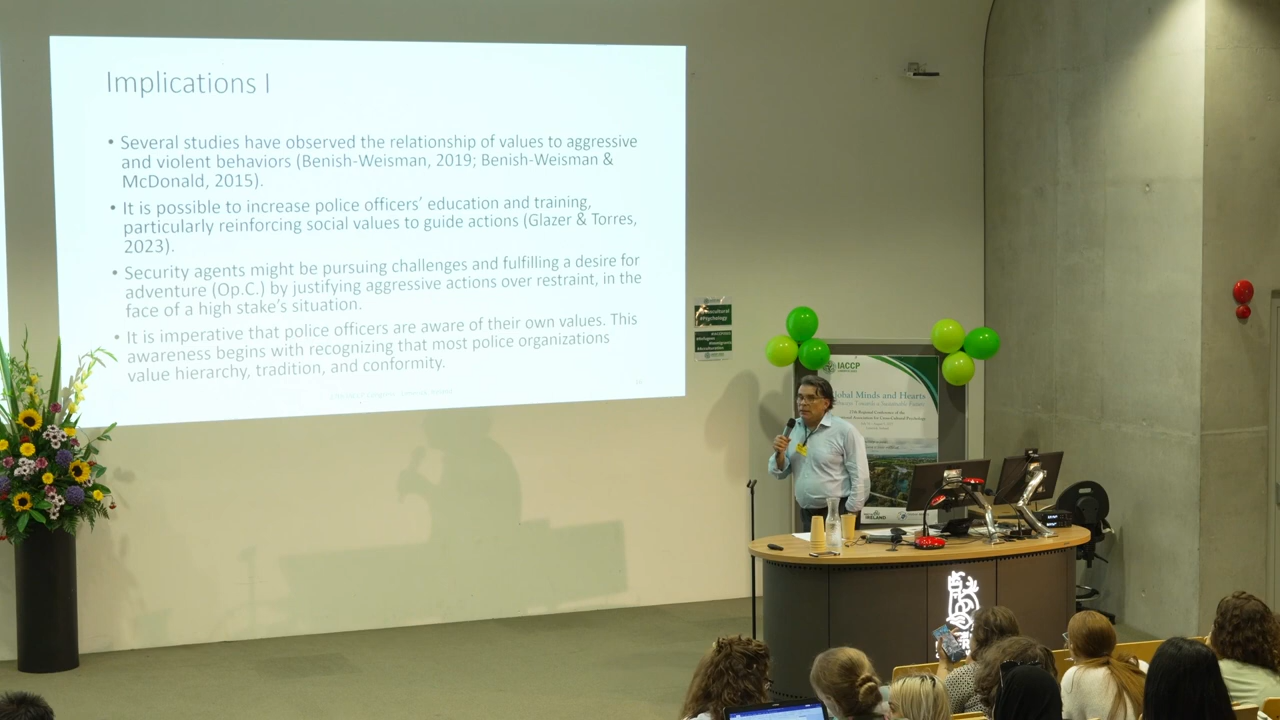 Implications I
• Several studies have observed the relationship of values to aggressive
and violent behaviors (Benish-Weisman, 2019; Benish-Weisman &
McDonald, 2015).
• It is possible to increase police officers' education and training,
particularly reinforcing social values to guide actions (Glazer & Torres,
2023).
• Security agents might be pursuing challenges and fulfilling a desire for
adventure (Op.C.) by justifying aggressive actions over restraint, in the
face of a high stake's situation.
• It is imperative that police officers are aware of their own values. This
awareness begins with recognizing that most police organizations
value hierarchy, tradition, and conformity.
#Psychology
IACCP
Global Minds and Hearts
IRELAND